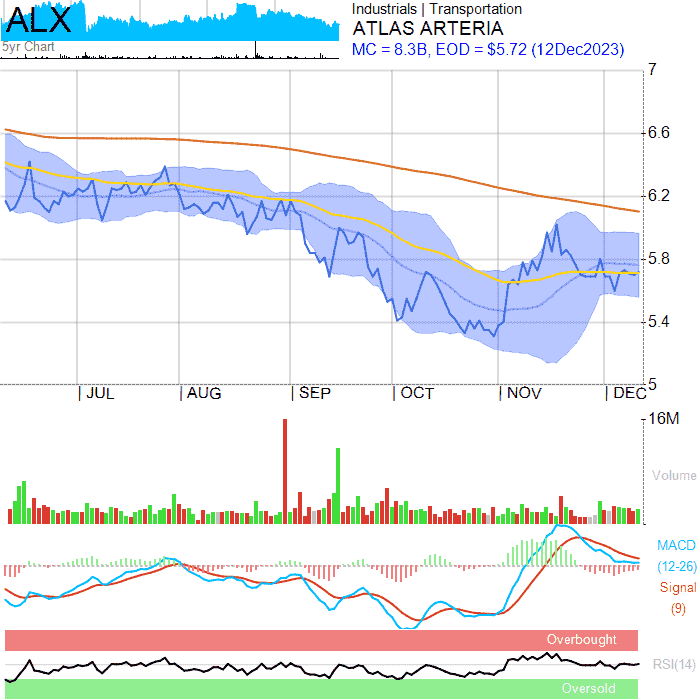 ALX
5yr Chart
Industrials | Transportation
ATLAS ARTERIA
MC = 8.3B, EOD = $5.72 (12Dec2023)
7
6.6
6.2
5.8
5.4
5
| JUL | AUG | SEP | OCT | NOV | DEC
16M
Volume
MACD
(12-26)
Signal
(9)
Overbought
RSI(14)
Oversold